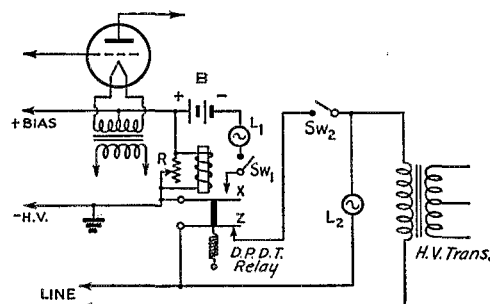 B
+ −
+BIAS
L1
Sw2
R
Sw1
X
-H.V.
Z
L2
D.P.D.T.
Relay
H.V. Trans.
LINE